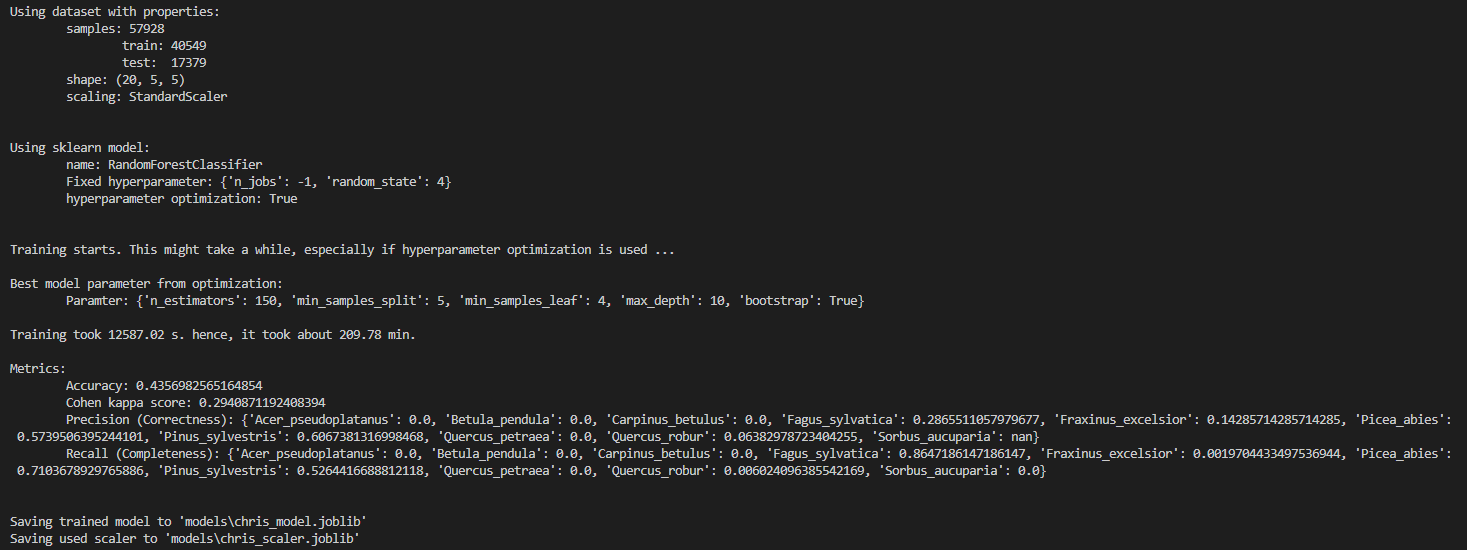 Using dataset with properties:
samples: 57928
train: 40549
test:  17379
shape: (20, 5, 5)
scaling: StandardScaler
Using sklearn model:
name: RandomForestClassifier
Fixed hyperparameter: {'n_jobs': -1, 'random_state': 4}
hyperparameter optimization: True
Training starts. This might take a while, especially if hyperparameter optimization is used ...
Best model parameter from optimization:
Paramter: {'n_estimators': 150, 'min_samples_split': 5, 'min_samples_leaf': 4, 'max_depth': 10, 'bootstrap': True}
Training took 12587.02 s. hence, it took about 209.78 min.
Metrics:
Accuracy: 0.4356982565164854
Cohen kappa score: 0.2940871192408394
Precision (Correctness): {'Acer_pseudoplatanus': 0.0, 'Betula_pendula': 0.0, 'Carpinus_betulus': 0.0, 'Fagus_sylvatica': 0.2865511057979677, 'Fraxinus_excelsior': 0.14285714285714285, 'Picea_abies':
0.5739506395244101, 'Pinus_sylvestris': 0.6067381316998468, 'Quercus_petraea': 0.0, 'Quercus_robur': 0.06382978723404255, 'Sorbus_aucuparia': nan}
Recall (Completeness): {'Acer_pseudoplatanus': 0.0, 'Betula_pendula': 0.0, 'Carpinus_betulus': 0.0, 'Fagus_sylvatica': 0.8647186147186147, 'Fraxinus_excelsior': 0.0019704433497536944, 'Picea_abies':
0.7103678929765886, 'Pinus_sylvestris': 0.5264416688812118, 'Quercus_petraea': 0.0, 'Quercus_robur': 0.006024096385542169, 'Sorbus_aucuparia': 0.0}
Saving trained model to 'models\chris_model.joblib'
Saving used scaler to 'models\chris_scaler.joblib'